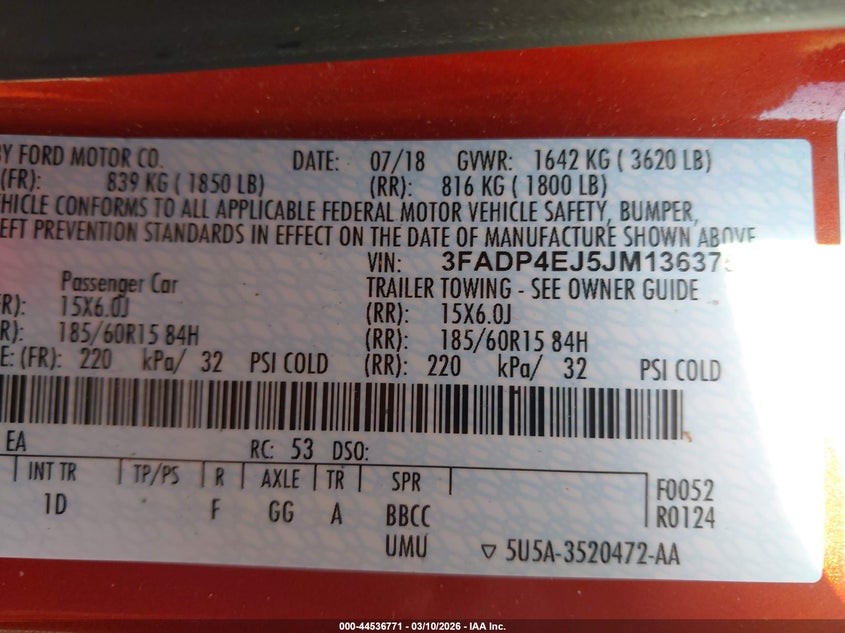 BY FORD MOTOR CO. DATE: 07/18 GVWR: 1642 KG ( 3620 LB)
(FR): 839 KG ( 1850 LB) (RR): 816 KG ( 1800 LB)
HICLE CONFORMS TO ALL APPLICABLE FEDERAL MOTOR VEHICLE SAFETY, BUMPER,
EFT PREVENTION STANDARDS IN EFFECT ON THE DATE OF MANUFACTURE SHOWN ABOVE
VIN: 3FADP4EJ5JM13637
Passenger Car TRAILER TOWING - SEE OWNER GUIDE
R): 15X6.0J (RR): 15X6.0J
R): 185/60R15 84H (RR): 185/60R15 84H
E: (FR): 220 kPa/ 32 PSI COLD (RR): 220 kPa/ 32 PSI COLD
EA RC: 53 DSO:
INT TR TP/PS R AXLE TR SPR F0052
1D F GG A BBCC R0124
UMU 5U5A-3520472-AA
000-44536771 — 03/10/2026 — IAA Inc.